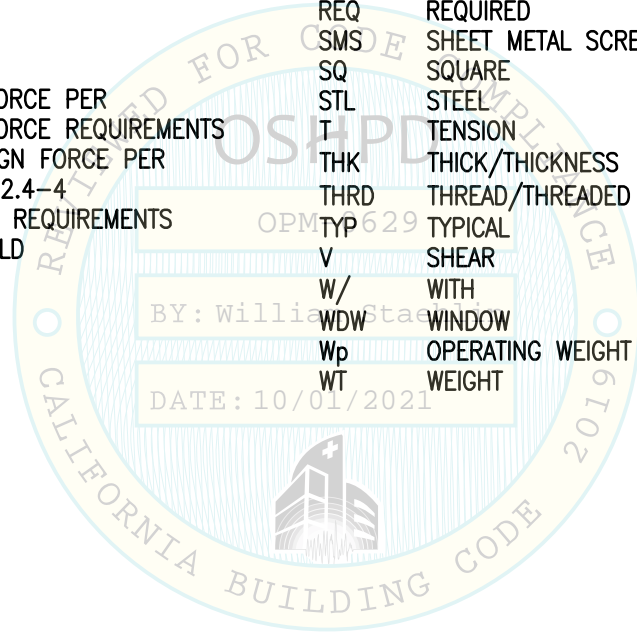 REQ REQUIRED
SMS SHEET METAL SCRE
SQ SQUARE
ORCE PER STL STEEL
ORCE REQUIREMENTS T TENSION
GN FORCE PER THK THICK/THICKNESS
2.4-4 THRD THREAD/THREADED
REQUIREMENTS TYP TYPICAL
LD V SHEAR
W/ WITH
WDW WINDOW
Wp OPERATING WEIGHT
WT WEIGHT
REVIEWED FOR CODE COMPLIANCE
OSHPD
BY: William Staehlin
DATE: 10/01/2021
CALIFORNIA BUILDING CODE 2019